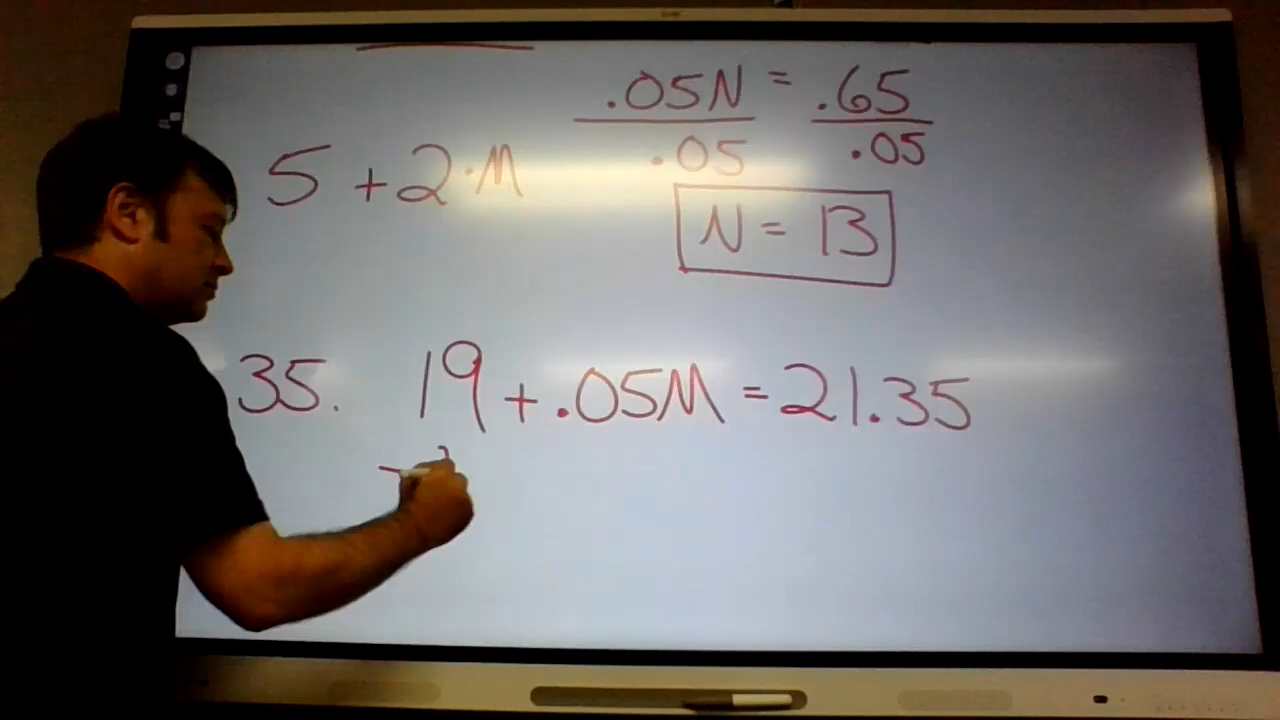 .05N = .65
.05 .05
5 + 2·M
N = 13
35. 19 + .05M = 21.35
-